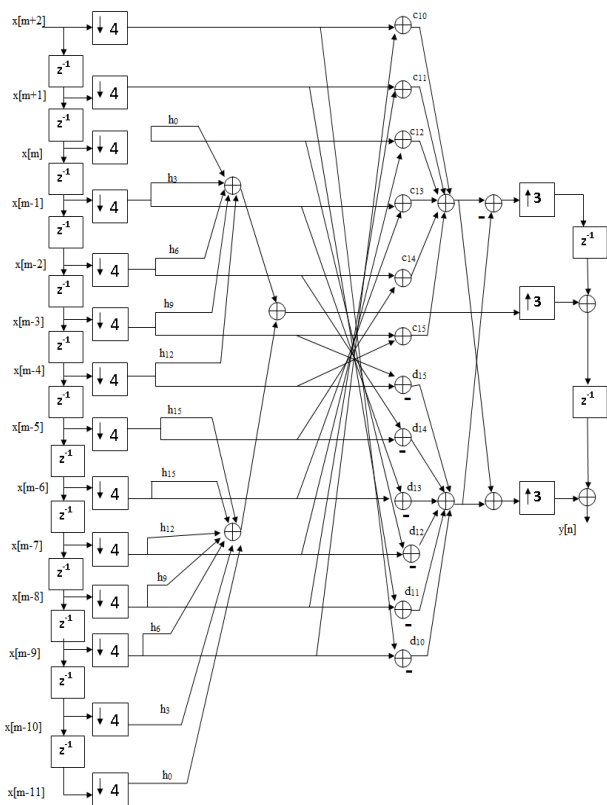 x[m+2]
↓ 4
c10
z-1
c11
x[m+1]
↓ 4
z-1
h0
c12
x[m]
↓ 4
z-1
h3
c13
x[m-1]
↓ 4
↑ 3
-
z-1
h6
c14
z-1
x[m-2]
↓ 4
z-1
h9
x[m-3]
↓ 4
c15
↑ 3
z-1
h12
x[m-4]
↓ 4
d15
-
z-1
z-1
h15
x[m-5]
↓ 4
d14
-
z-1
h15
x[m-6]
↓ 4
d13
-
↑ 3
z-1
h12
d12
y[n]
x[m-7]
↓ 4
-
z-1
h9
x[m-8]
↓ 4
d11
-
z-1
h6
d10
x[m-9]
↓ 4
-
z-1
h3
x[m-10]
↓ 4
z-1
h0
x[m-11]
↓ 4